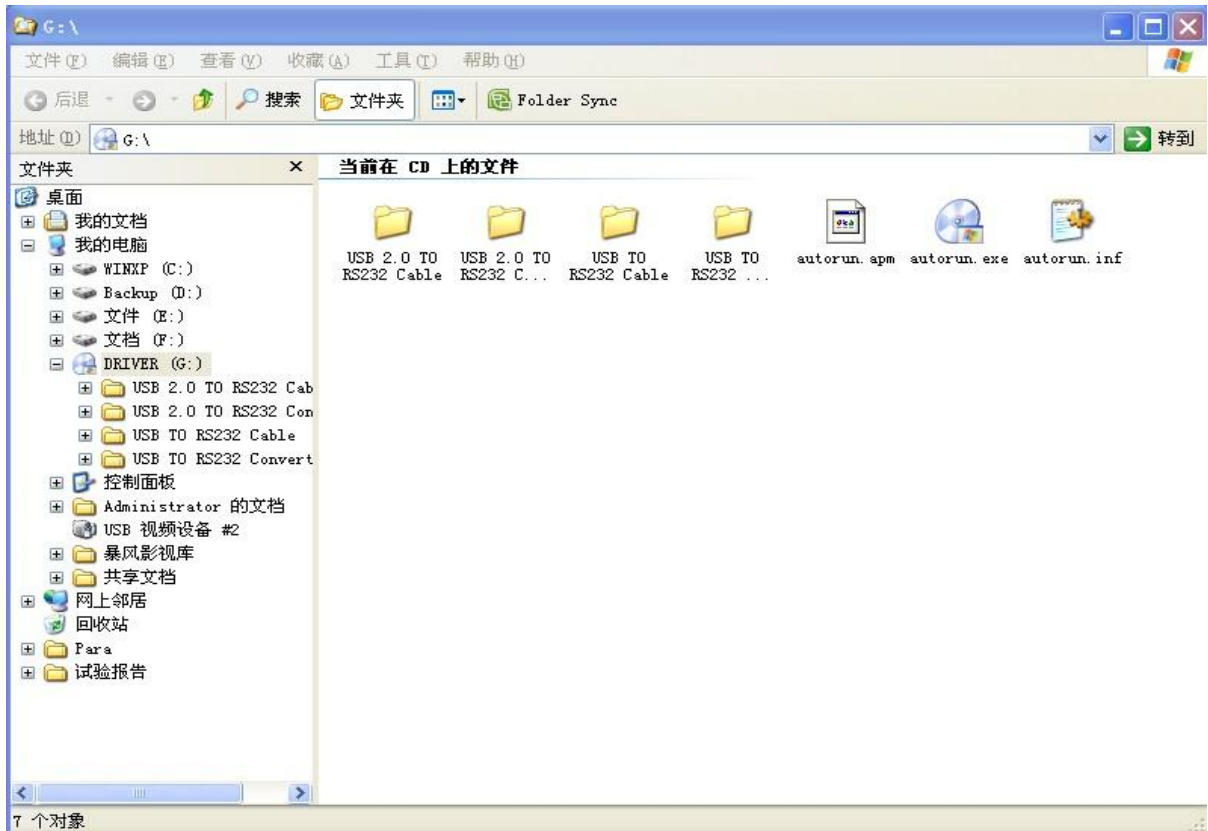 G:\
文件(F) 编辑(E) 查看(V) 收藏(A) 工具(T) 帮助(H)
后退 搜索 文件夹 Folder Sync
地址(D) G:\ 转到
文件夹
桌面
我的文档
我的电脑
WINXP (C:)
Backup (D:)
文件 (E:)
文档 (F:)
DRIVER (G:)
USB 2.0 TO RS232 Cab
USB 2.0 TO RS232 Con
USB TO RS232 Cable
USB TO RS232 Convert
控制面板
Administrator 的文档
USB 视频设备 #2
暴风影视库
共享文档
网上邻居
回收站
Para
试验报告
当前在 CD 上的文件
USB 2.0 TO
RS232 Cable
USB 2.0 TO
RS232 C...
USB TO
RS232 Cable
USB TO
RS232 ...
autorun.apm
autorun.exe
autorun.inf
7 个对象